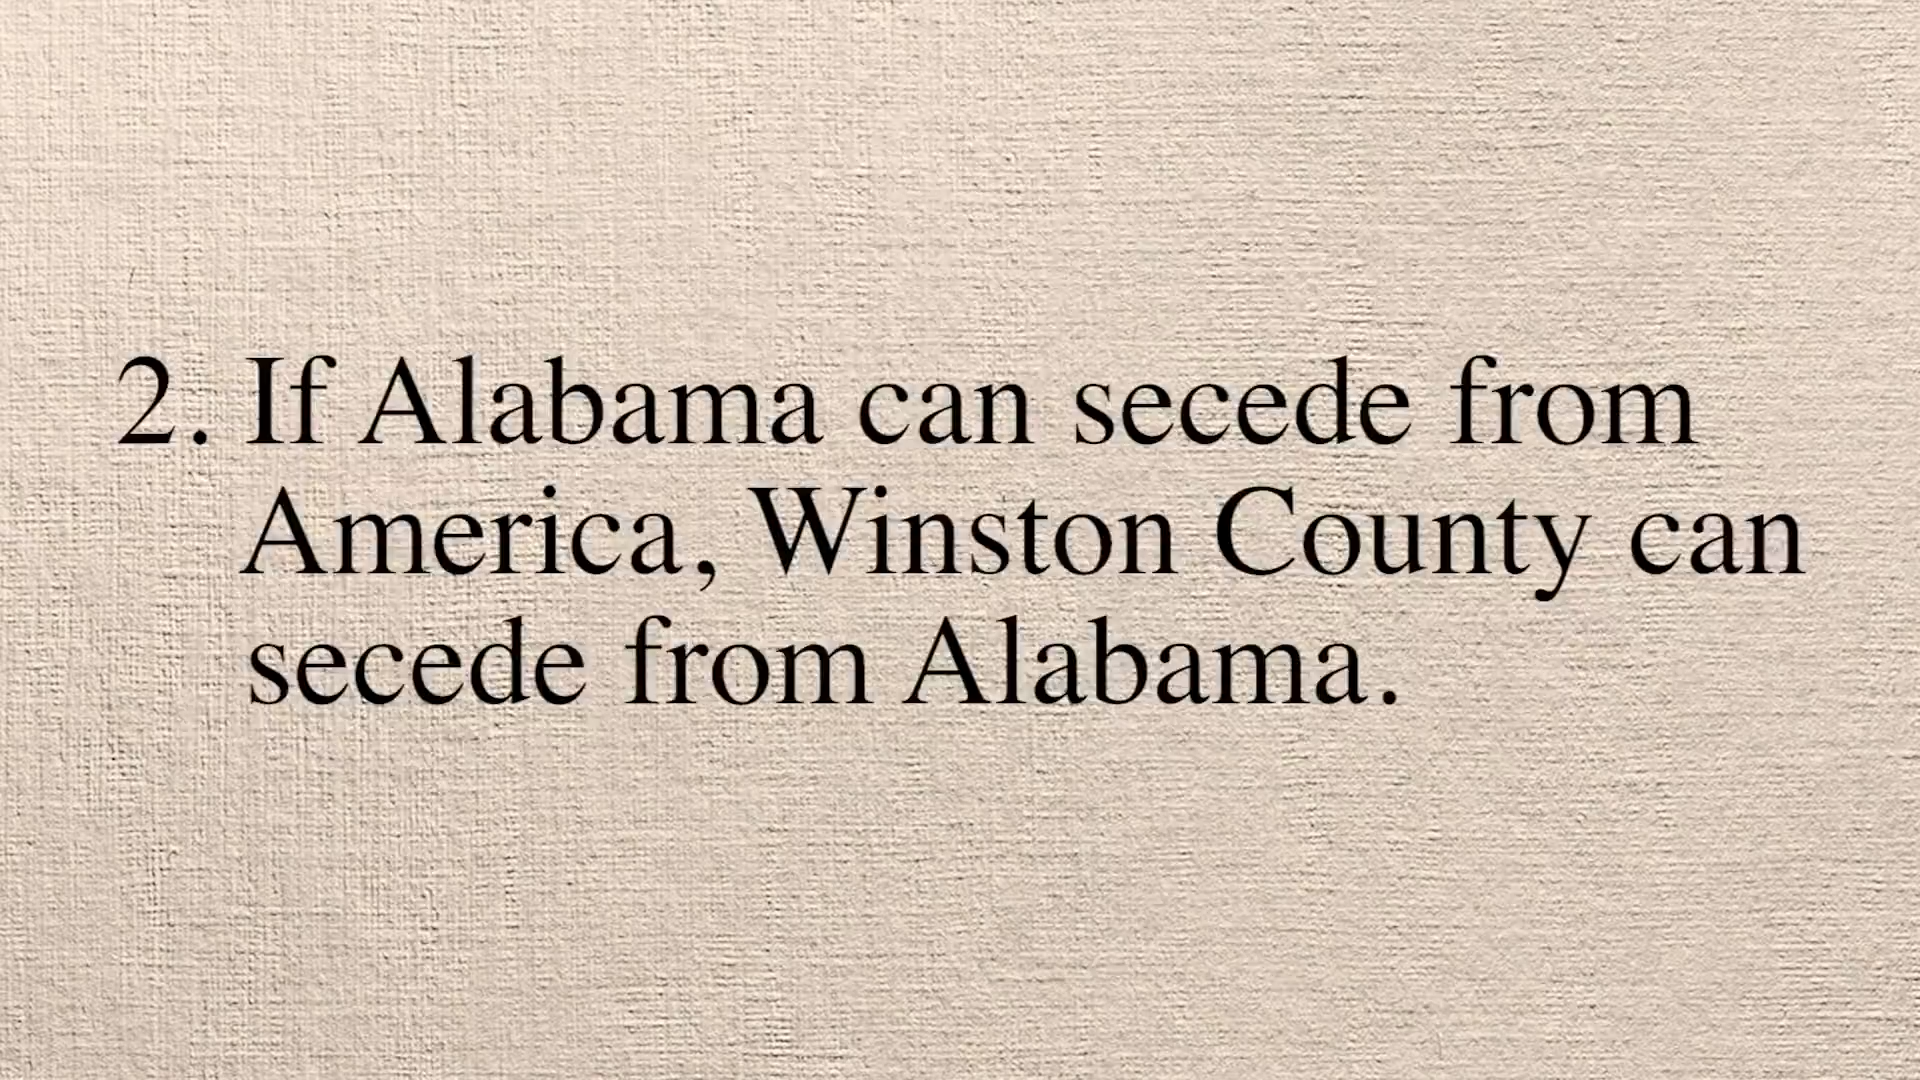 2. If Alabama can secede from
America, Winston County can
secede from Alabama.